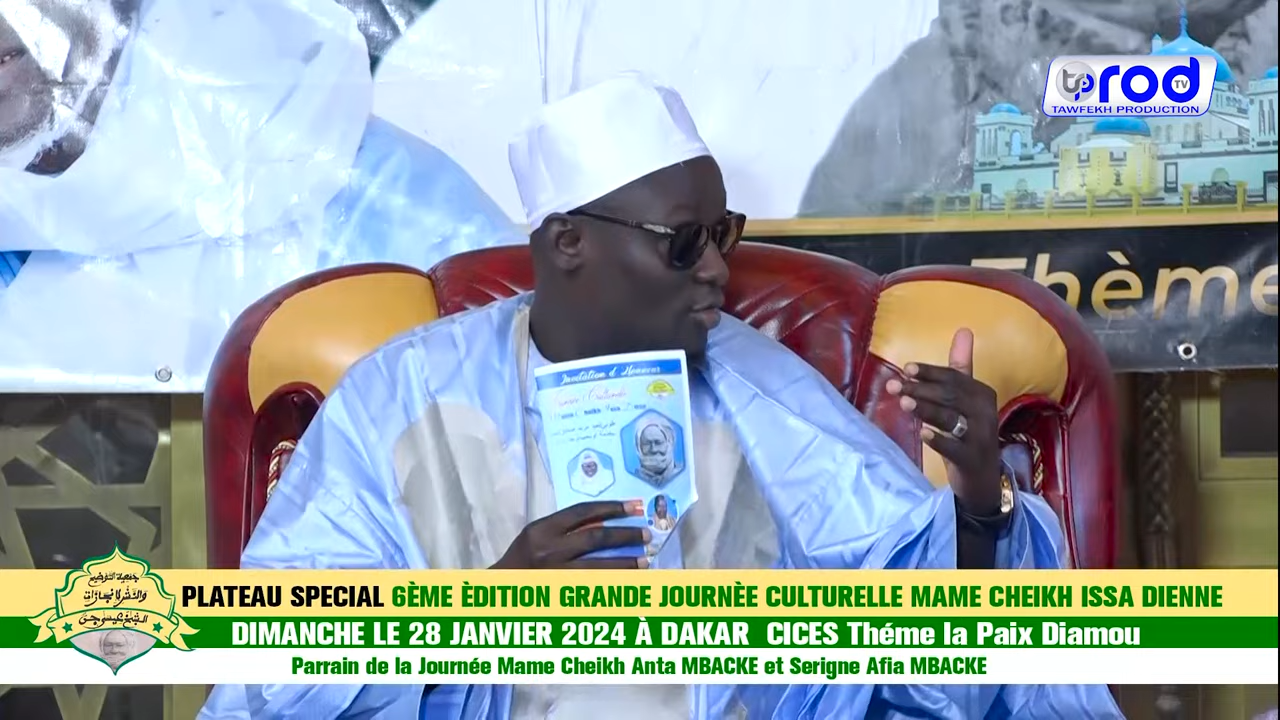 tprod TV
TAWFEKH PRODUCTION
Thème
Invitation d'Honneur
PLATEAU SPECIAL 6ÈME ÈDITION GRANDE JOURNÈE CULTURELLE MAME CHEIKH ISSA DIENNE
DIMANCHE LE 28 JANVIER 2024 À DAKAR CICES Théme la Paix Diamou
Parrain de la Journée Mame Cheikh Anta MBACKE et Serigne Afia MBACKE